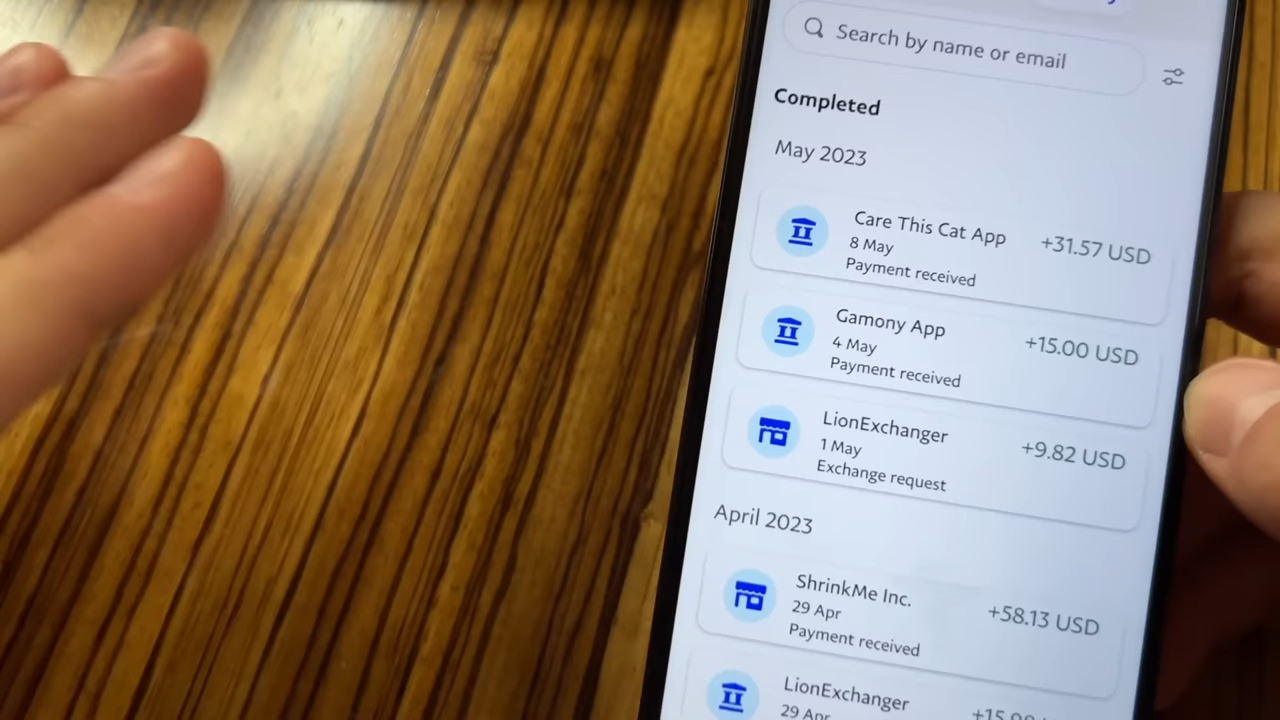 Search by name or email
Completed
May 2023
Care This Cat App
+31.57 USD
8 May
Payment received
Gamony App
+15.00 USD
4 May
Payment received
LionExchanger
+9.82 USD
1 May
Exchange request
April 2023
ShrinkMe Inc.
+58.13 USD
29 Apr
Payment received
LionExchanger
29 Apr